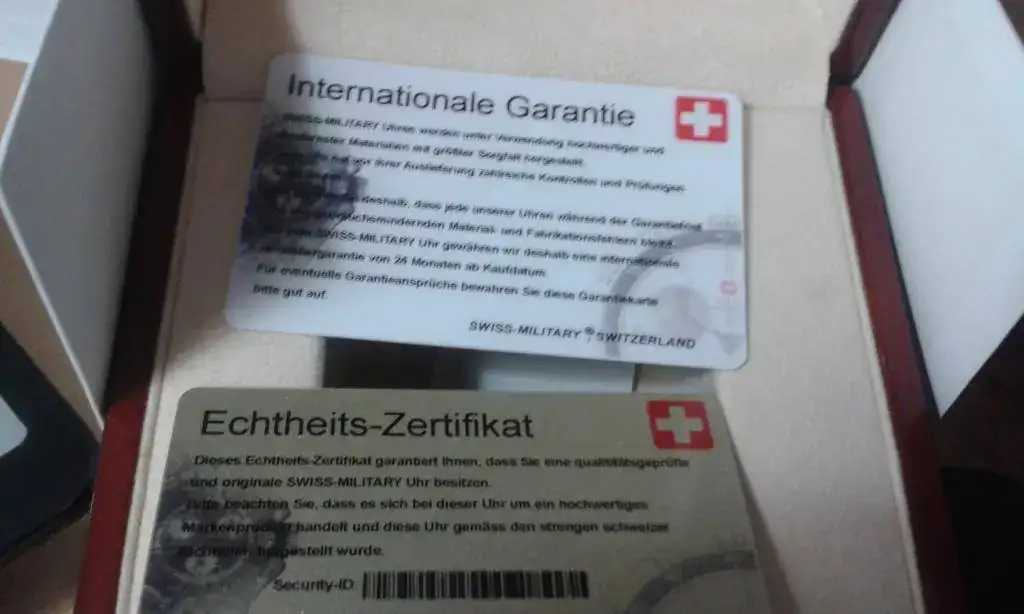 Internationale Garantie
SWISS-MILITARY Uhren werden unter Verwendung hochwertiger und
Materialien mit größter Sorgfalt hergestellt.
hat vor ihrer Auslieferung zahlreiche Kontrollen und Prüfungen
deshalb, dass jede unserer Uhren während der Garantiefrist
Material- und Fabrikationsfehlern bleibt.
SWISS-MILITARY Uhr gewähren wir deshalb eine internationale
von 24 Monaten ab Kaufdatum.
Für eventuelle Garantieansprüche bewahren Sie diese Garantiekarte
bitte gut auf.
SWISS-MILITARY ® SWITZERLAND
Echtheits-Zertifikat
Dieses Echtheits-Zertifikat garantiert Ihnen, dass Sie eine qualitätsgeprüfte
und originale SWISS-MILITARY Uhr besitzen.
Bitte beachten Sie, dass es sich bei dieser Uhr um ein hochwertiges
Markenprodukt handelt und diese Uhr gemäss den strengen schweizer
hergestellt wurde.
Security-ID